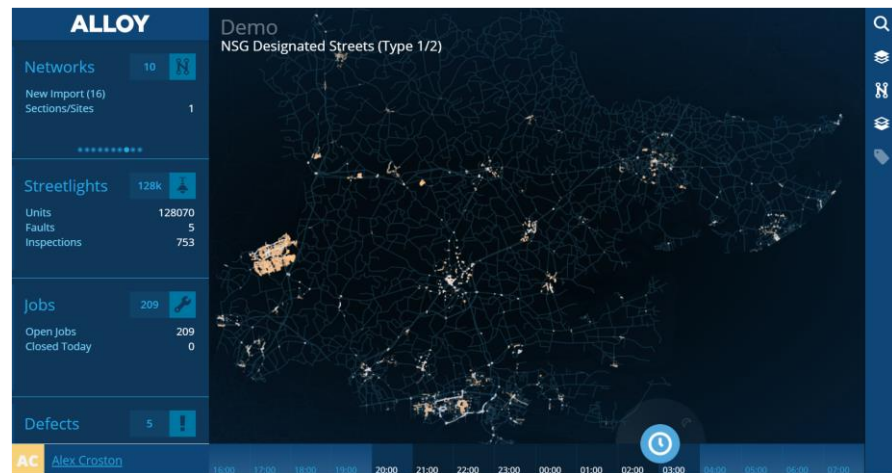 ALLOY
Demo
NSG Designated Streets (Type 1/2)
Networks 10
New Import (16)
Sections/Sites 1
Streetlights 128k
Units 128070
Faults 5
Inspections 753
Jobs 209
Open Jobs 209
Closed Today 0
Defects 5
AC Alex Croston
16:00 17:00 18:00 19:00 20:00 21:00 22:00 23:00 00:00 01:00 02:00 03:00 04:00 05:00 06:00 07:00